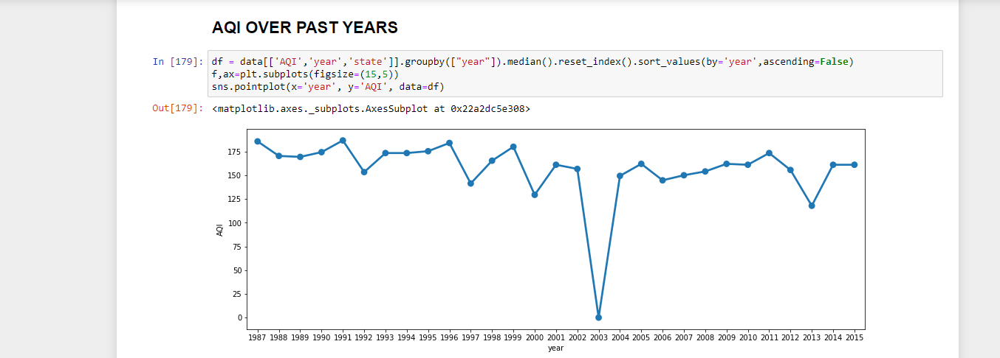 AQI OVER PAST YEARS
In [179]: df = data[['AQI','year','state']].groupby(["year"]).median().reset_index().sort_values(by='year',ascending=False)
f,ax=plt.subplots(figsize=(15,5))
sns.pointplot(x='year', y='AQI', data=df)
Out[179]: <matplotlib.axes._subplots.AxesSubplot at 0x22a2dc5e308>
175
150
125
100
AQI
75
50
25
0
1987 1988 1989 1990 1991 1992 1993 1994 1995 1996 1997 1998 1999 2000 2001 2002 2003 2004 2005 2006 2007 2008 2009 2010 2011 2012 2013 2014 2015
year